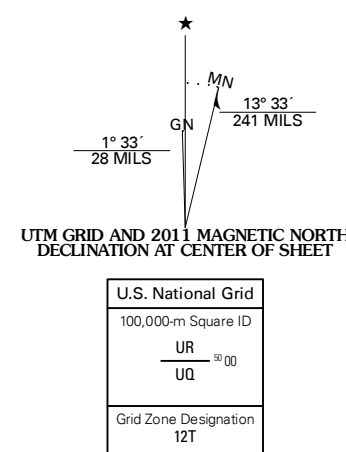 ★
MN
GN
13° 33´
241 MILS
1° 33´
28 MILS
UTM GRID AND 2011 MAGNETIC NORTH
DECLINATION AT CENTER OF SHEET
U.S. National Grid
100,000-m Square ID
UR
50 00
UQ
Grid Zone Designation
12T